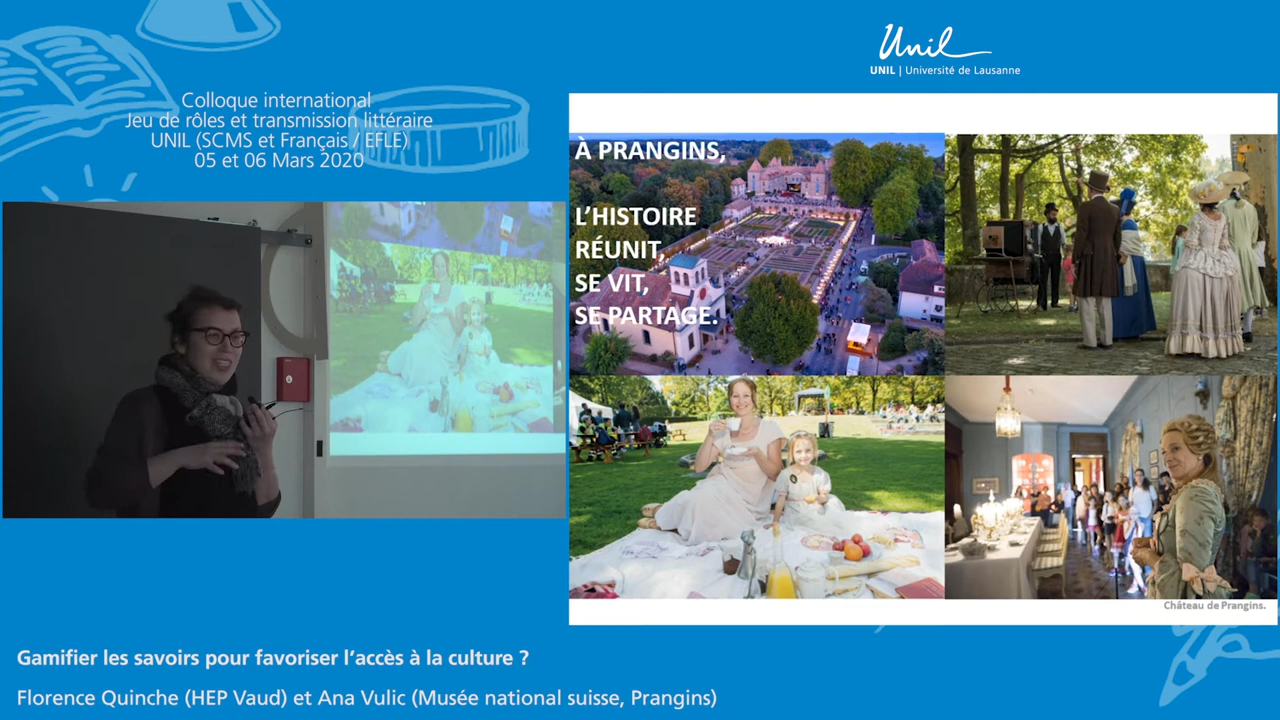 Unil
UNIL | Université de Lausanne
Colloque international
Jeu de rôles et transmission littéraire
UNIL (SCMS et Français / EFLE)
05 et 06 Mars 2020
À PRANGINS,
L'HISTOIRE
RÉUNIT,
SE VIT,
SE PARTAGE.
Château de Prangins.
Gamifier les savoirs pour favoriser l'accès à la culture ?
Florence Quinche (HEP Vaud) et Ana Vulic (Musée national suisse, Prangins)